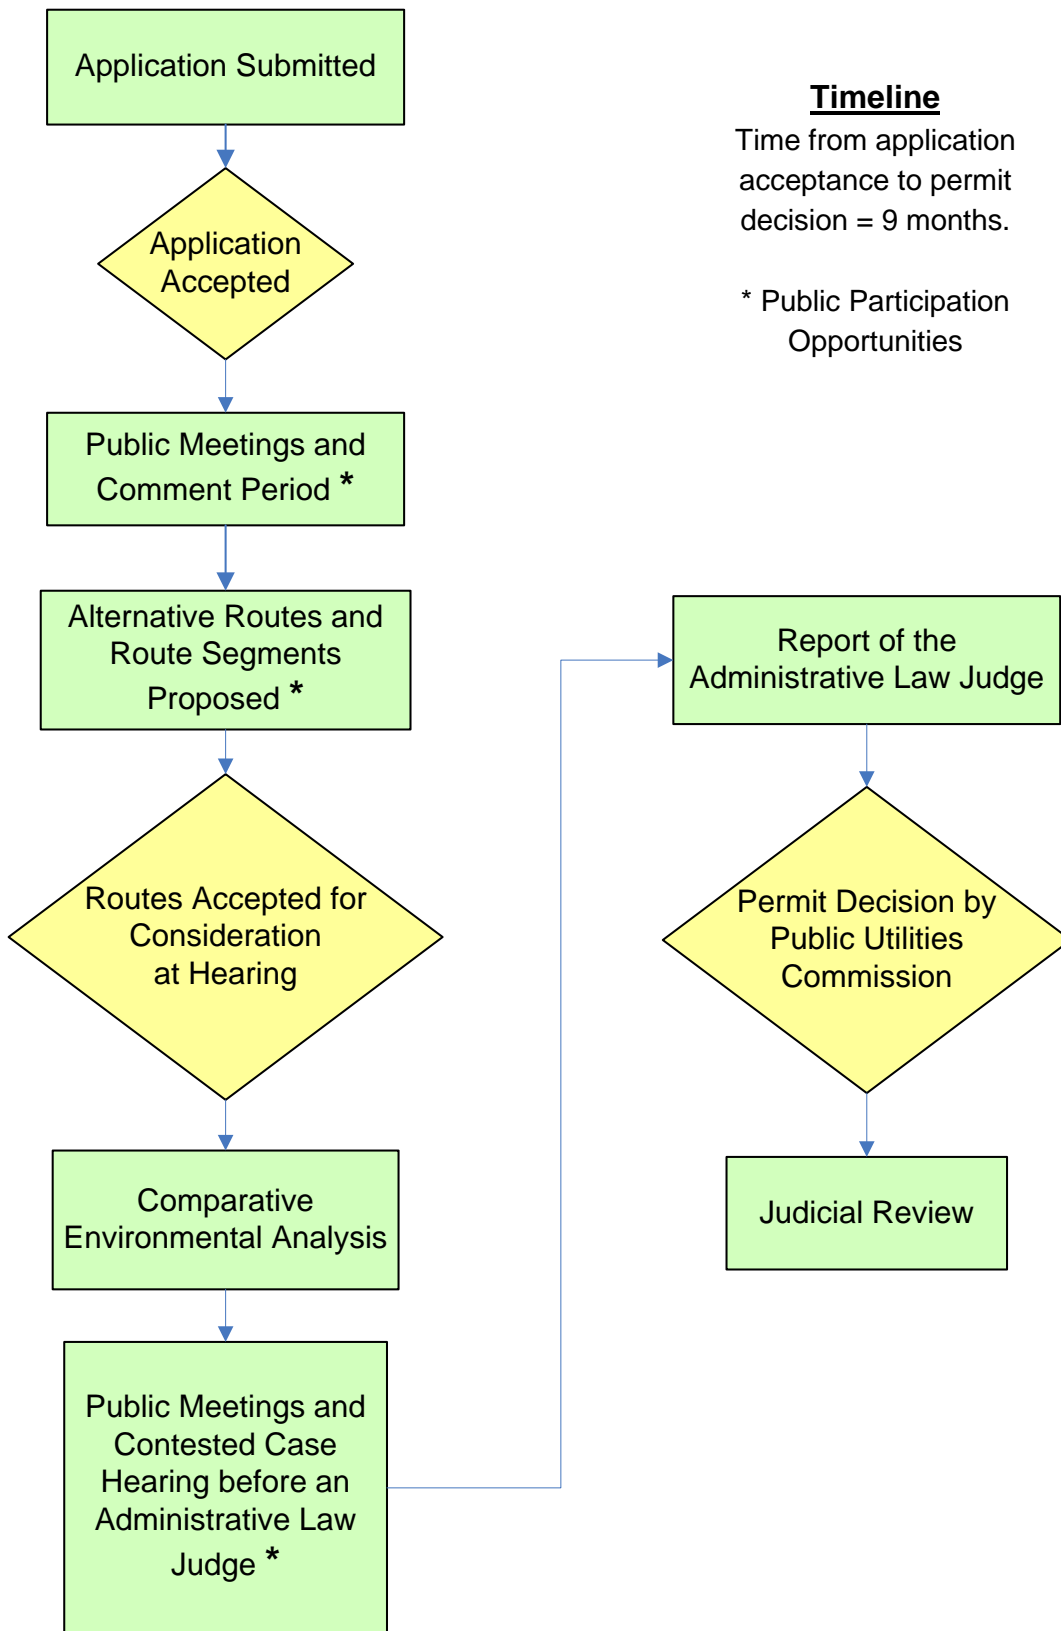 Application Submitted
Application
Accepted
Public Meetings and
Comment Period *
Alternative Routes and
Route Segments
Proposed *
Routes Accepted for
Consideration
at Hearing
Comparative
Environmental Analysis
Public Meetings and
Contested Case
Hearing before an
Administrative Law
Judge *
Timeline
Time from application
acceptance to permit
decision = 9 months.
* Public Participation
Opportunities
Report of the
Administrative Law Judge
Permit Decision by
Public Utilities
Commission
Judicial Review